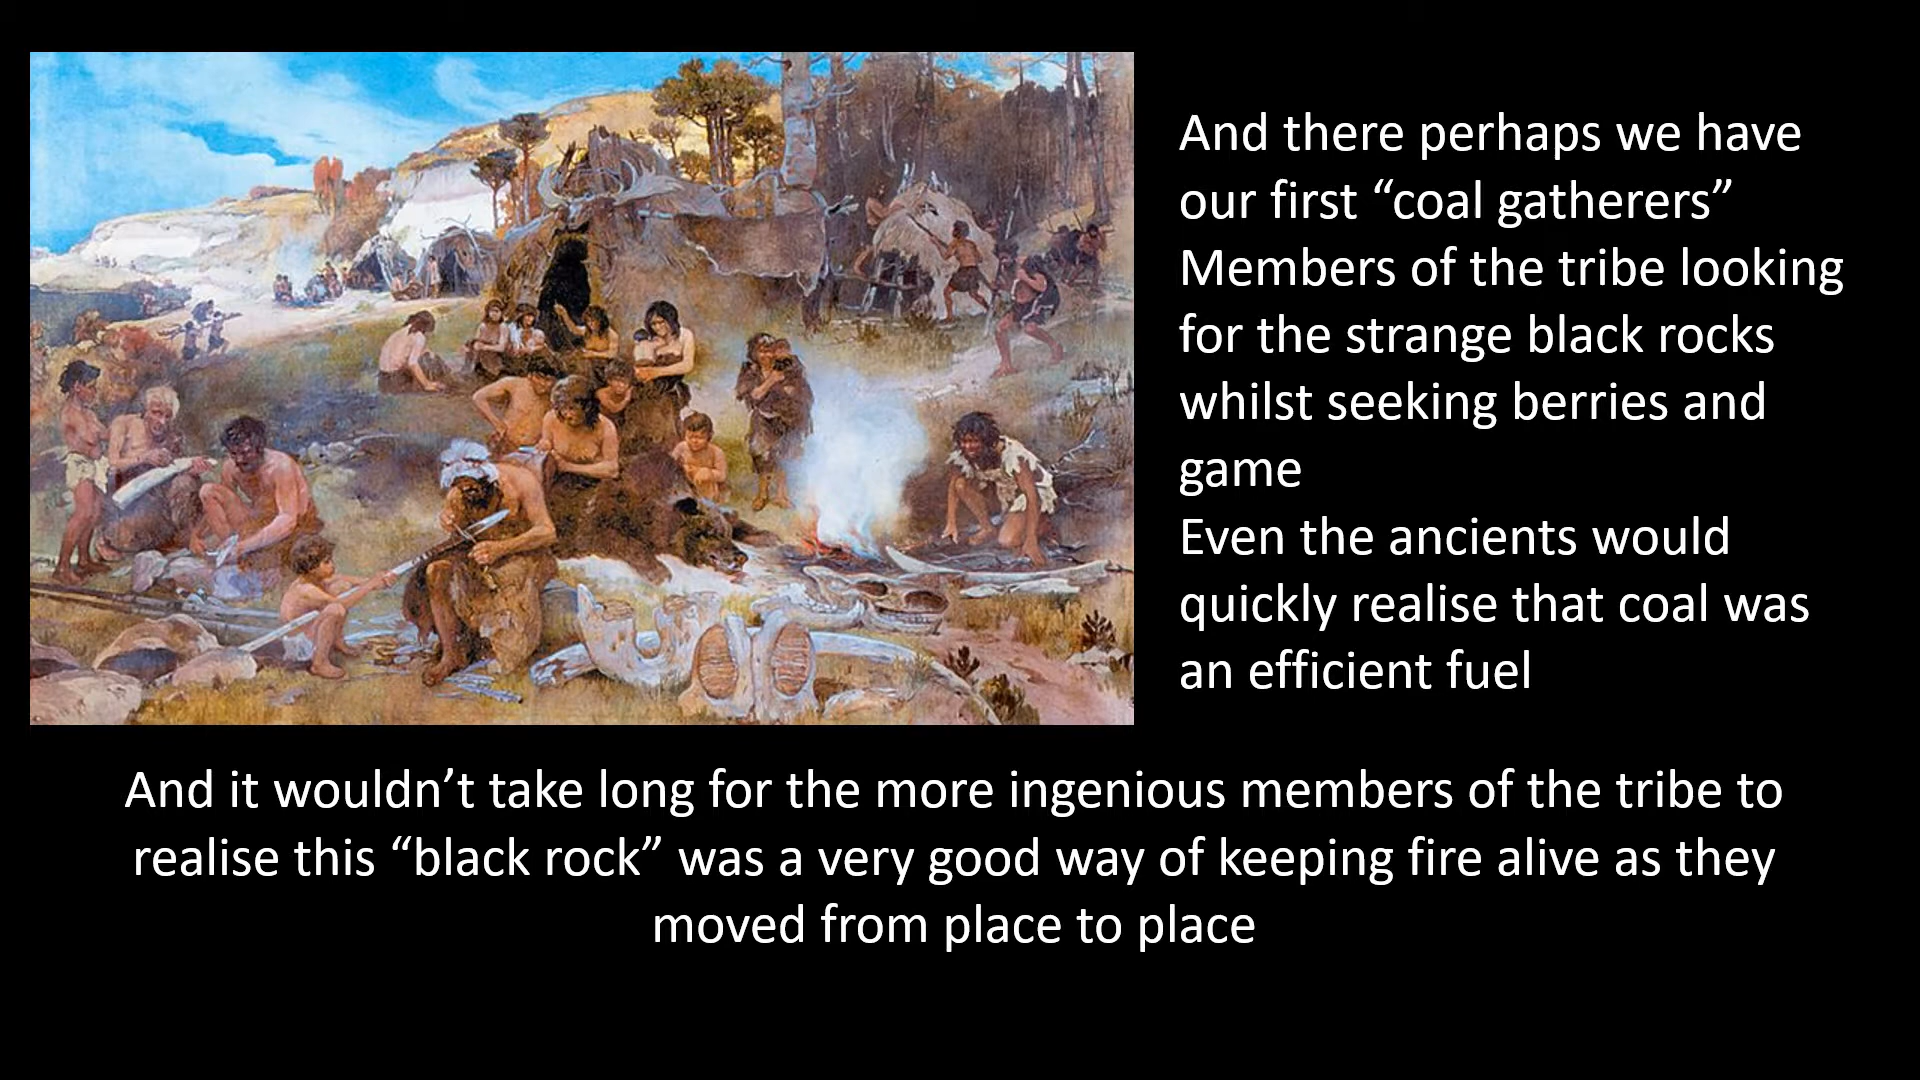 And there perhaps we have
our first “coal gatherers”
Members of the tribe looking
for the strange black rocks
whilst seeking berries and
game
Even the ancients would
quickly realise that coal was
an efficient fuel
And it wouldn’t take long for the more ingenious members of the tribe to
realise this “black rock” was a very good way of keeping fire alive as they
moved from place to place